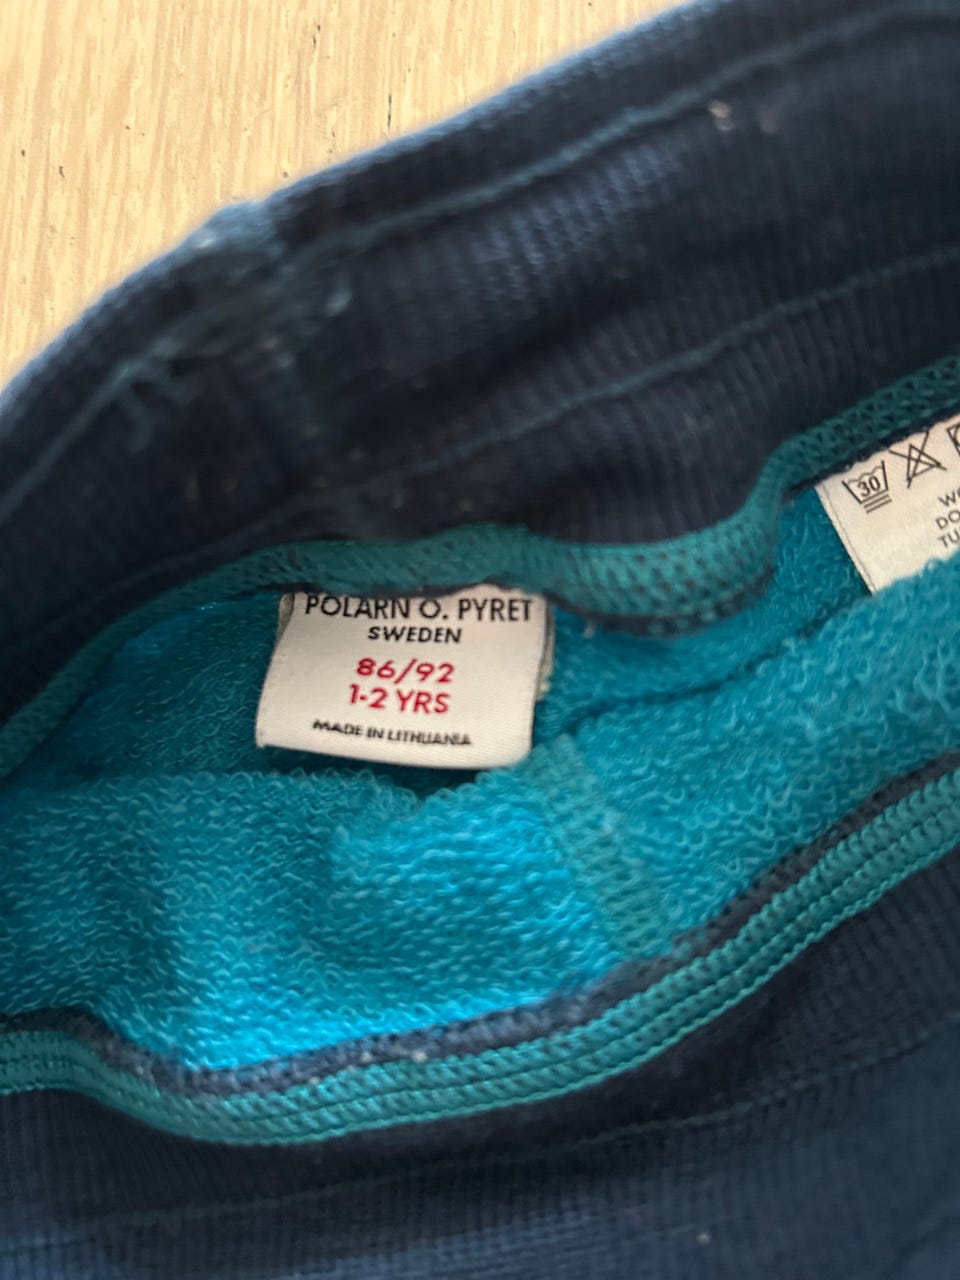 POLARN O. PYRET
SWEDEN
86/92
1-2 YRS
MADE IN LITHUANIA
30